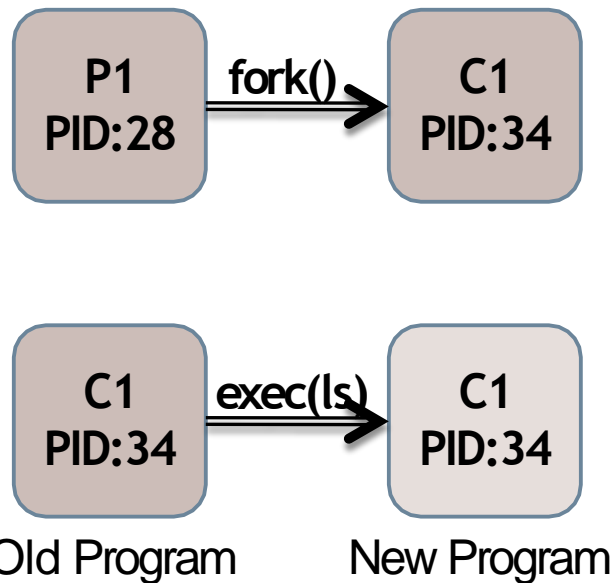 P1
PID:28
fork()
C1
PID:34
C1
PID:34
exec(ls)
C1
PID:34
Old Program
New Program